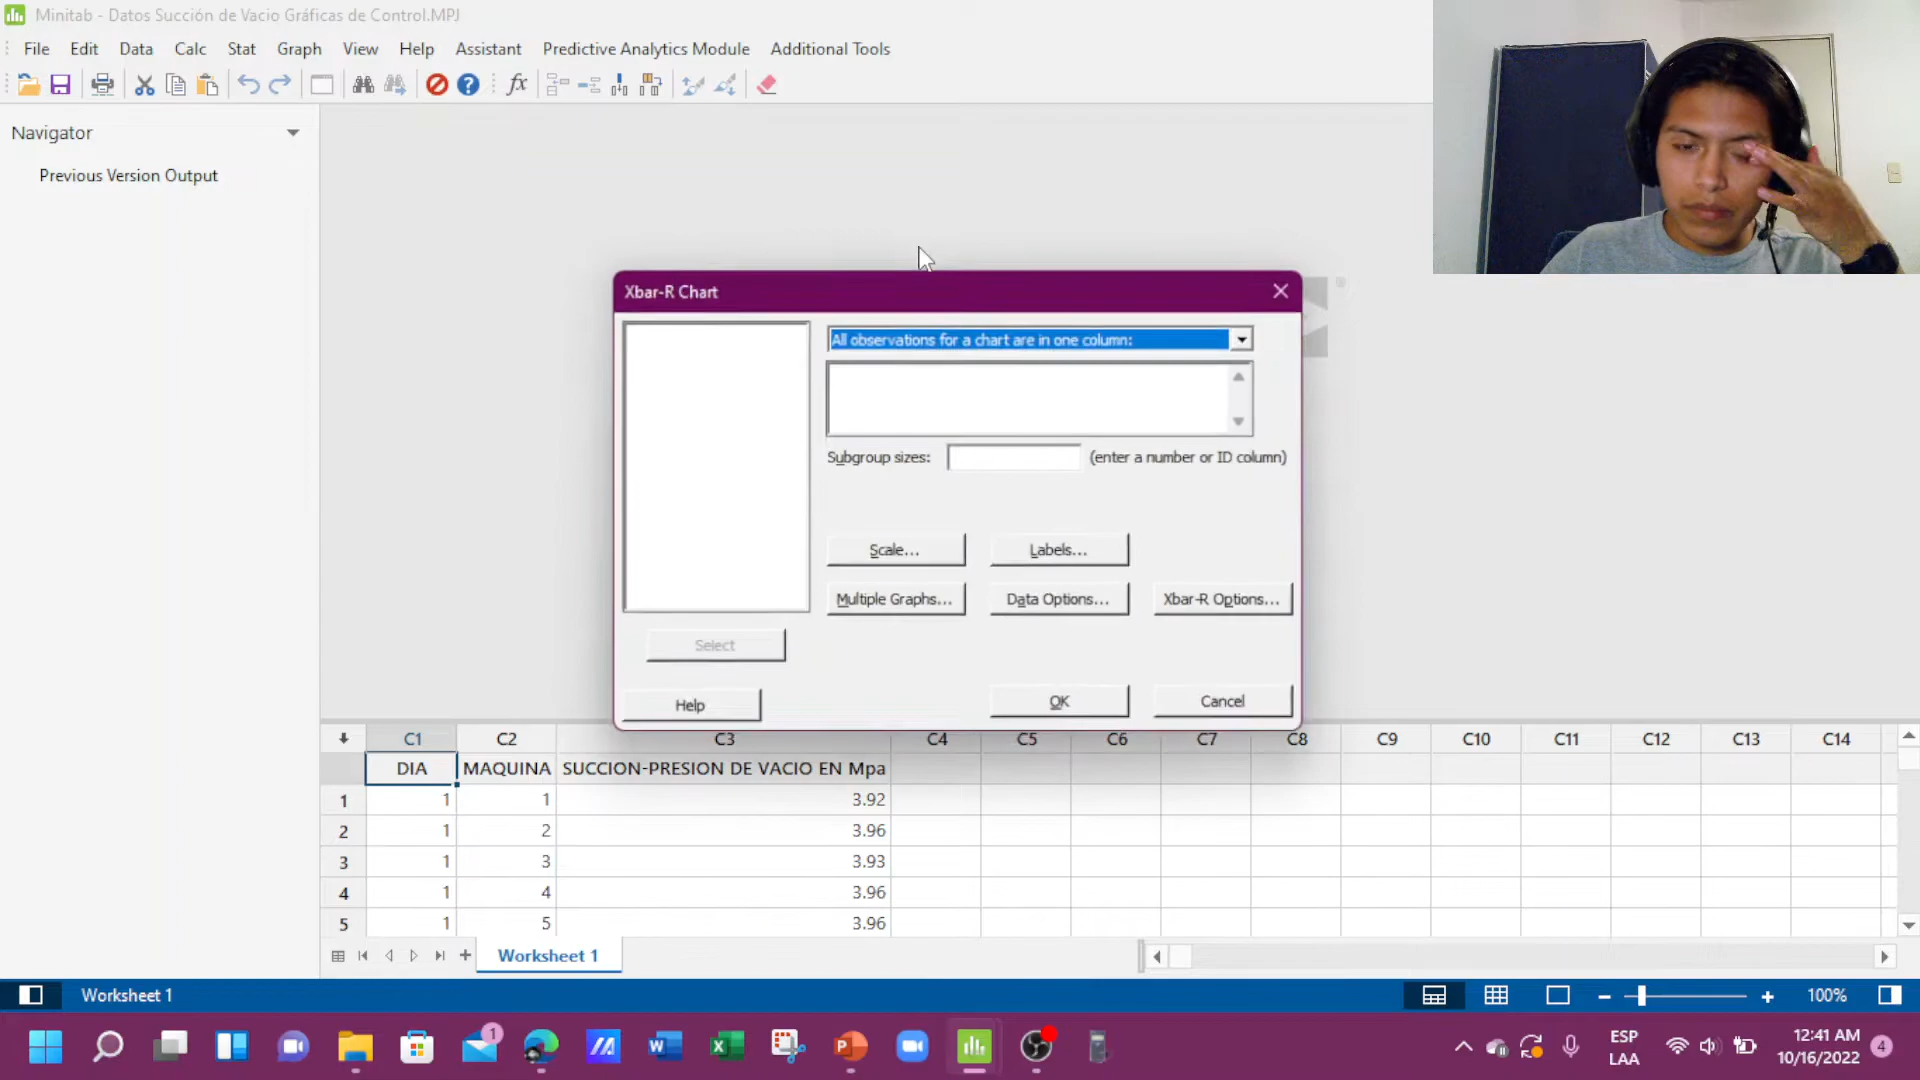 Minitab - Datos Succión de Vacio Gráficas de Control.MPJ
File Edit Data Calc Stat Graph View Help Assistant Predictive Analytics Module Additional Tools
Navigator
Previous Version Output
Xbar-R Chart
All observations for a chart are in one column:
Subgroup sizes: (enter a number or ID column)
Scale... Labels...
Multiple Graphs... Data Options... Xbar-R Options...
Select
Help OK Cancel
C1 C2 C3 C4 C5 C6 C7 C8 C9 C10 C11 C12 C13 C14
DIA MAQUINA SUCCION-PRESION DE VACIO EN Mpa
1 1 1 3.92
2 1 2 3.96
3 1 3 3.93
4 1 4 3.96
5 1 5 3.96
Worksheet 1
Worksheet 1 100%
1
ESP
LAA
12:41 AM
10/16/2022
4